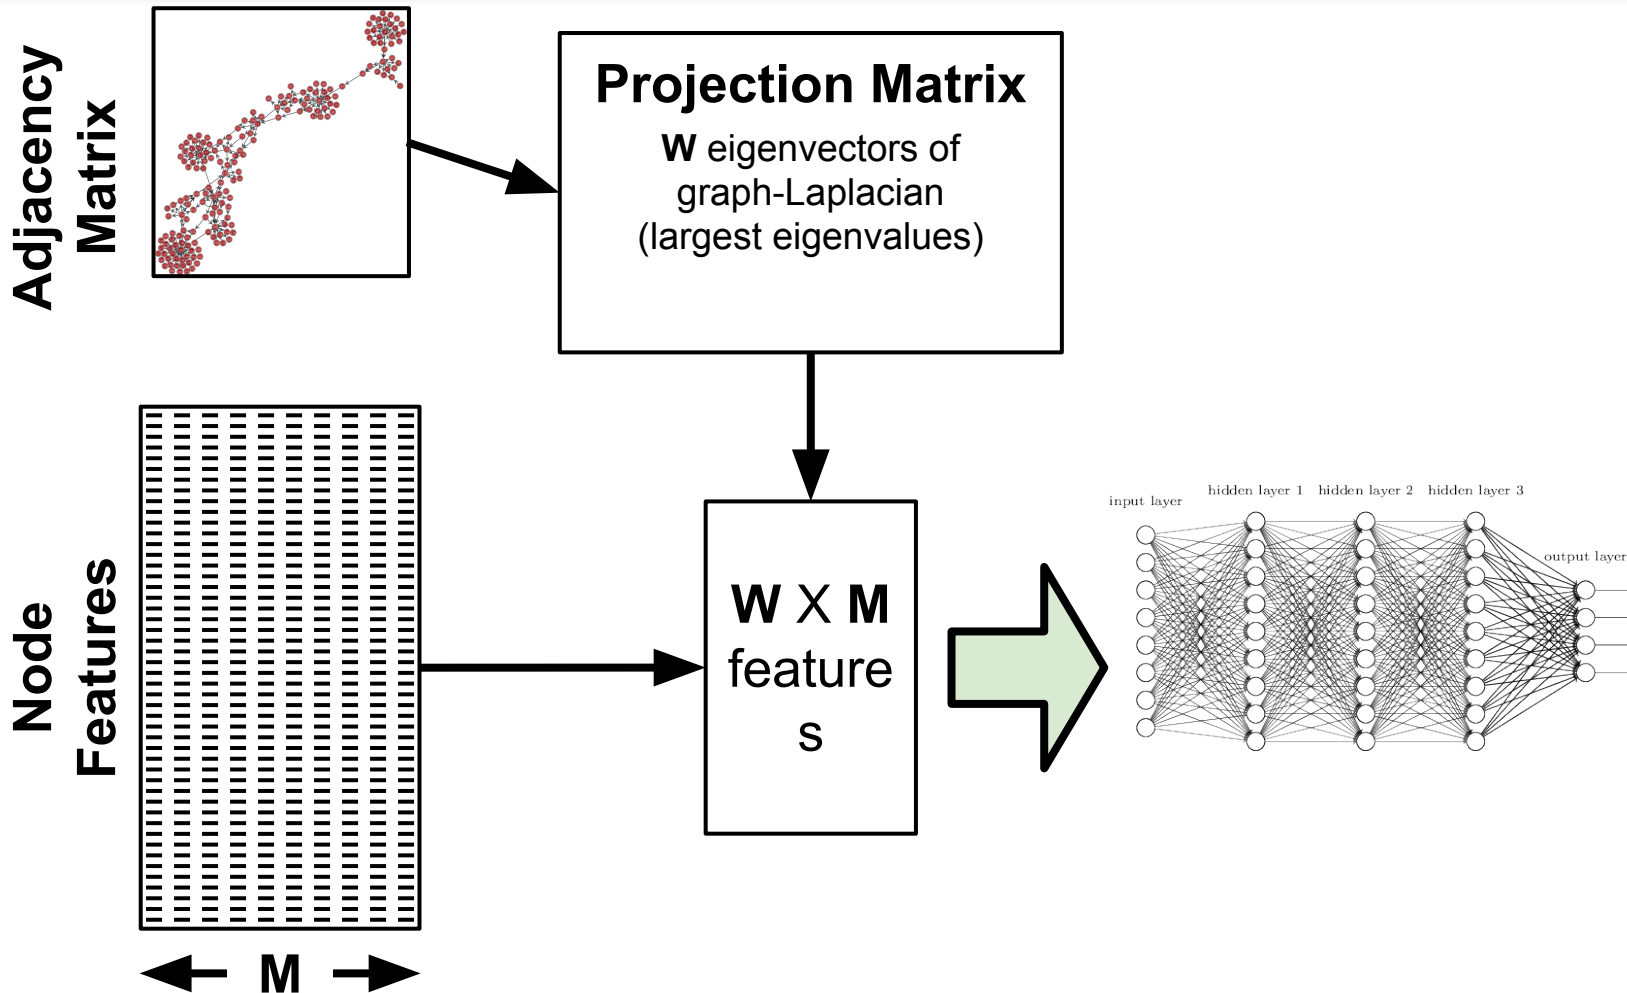 Adjacency
Matrix
Projection Matrix
W eigenvectors of
graph-Laplacian
(largest eigenvalues)
Node
Features
M
W X M
feature
s
input layer
hidden layer 1
hidden layer 2
hidden layer 3
output layer